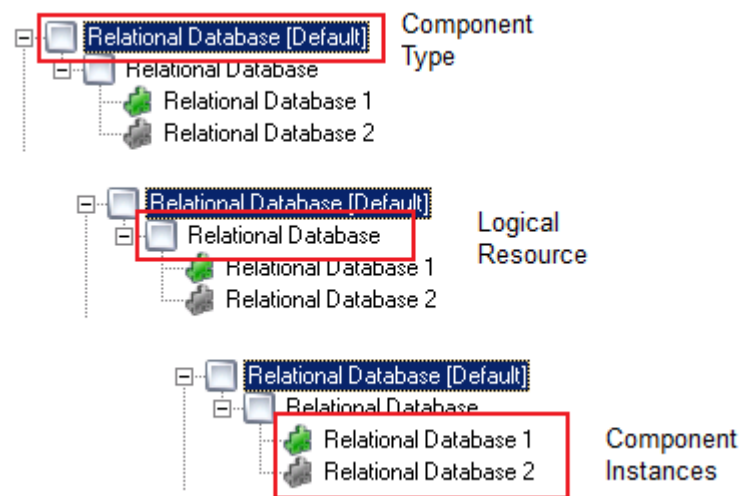 Relational Database [Default]
Component
Type
Relational Database
Relational Database 1
Relational Database 2
Relational Database [Default]
Relational Database
Logical
Resource
Relational Database 1
Relational Database 2
Relational Database [Default]
Relational Database
Relational Database 1
Relational Database 2
Component
Instances